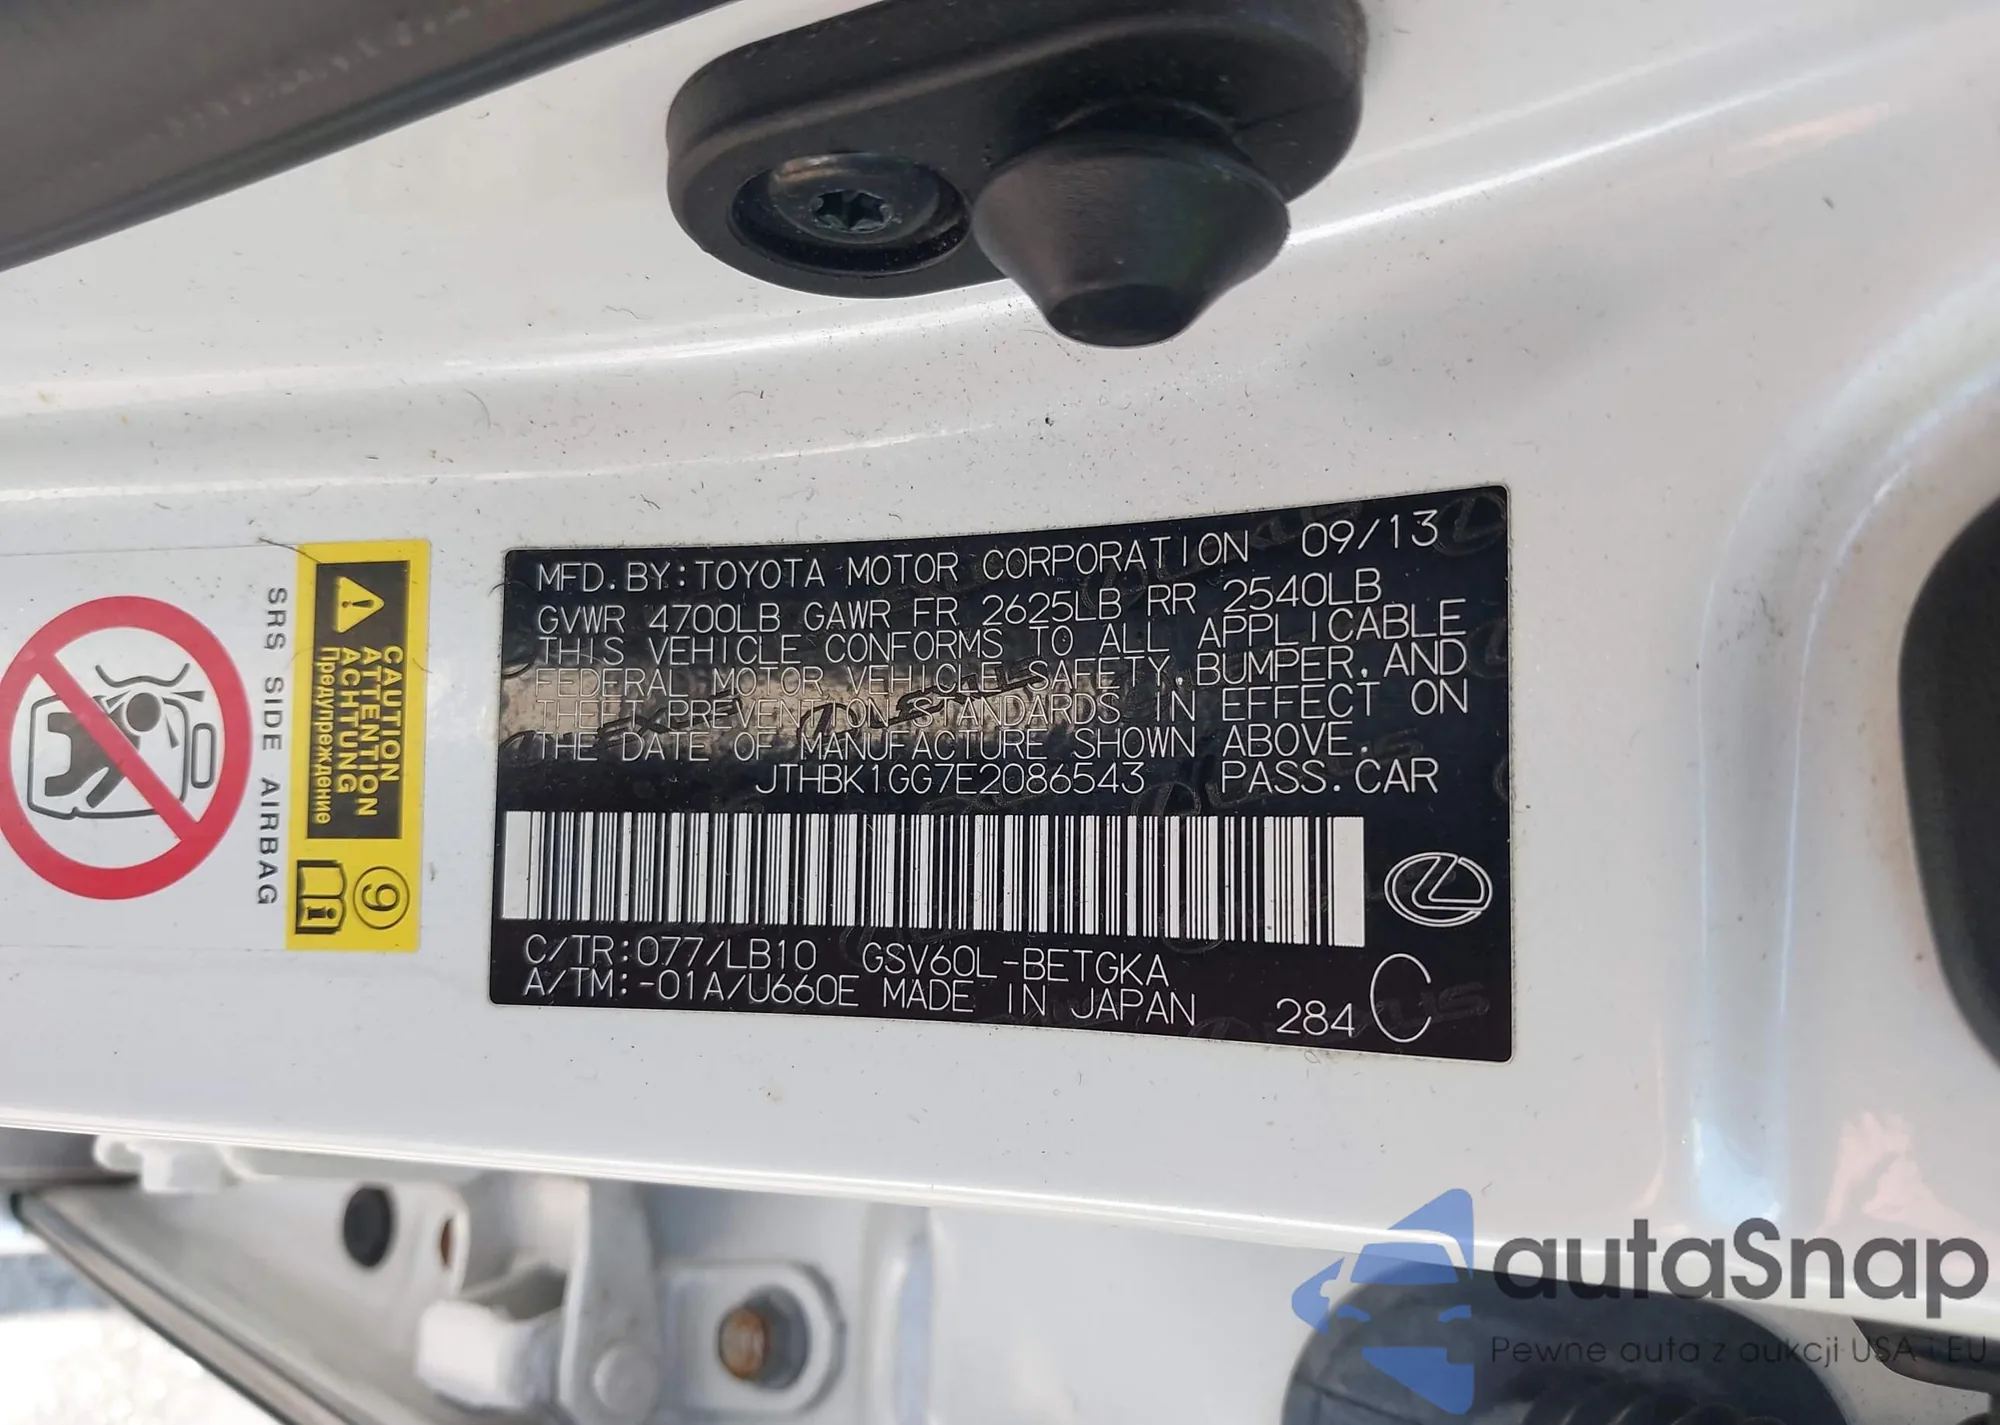 MFD.BY:TOYOTA MOTOR CORPORATION 09/13
GVWR 4700LB GAWR FR 2625LB RR 2540LB
THIS VEHICLE CONFORMS TO ALL APPLICABLE
FEDERAL MOTOR VEHICLE SAFETY,BUMPER,AND
THEFT PREVENTION STANDARDS IN EFFECT ON
THE DATE OF MANUFACTURE SHOWN ABOVE.
JTHBK1GG7E2086543 PASS.CAR
C/TR:077/LB10 GSV60L-BETGKA
A/TM:-01A/U660E MADE IN JAPAN 284 C
CAUTION
ATTENTION
ACHTUNG
Предупреждение
9
SRS SIDE AIRBAG
autaSnap
Pewne auta z aukcji USA i EU